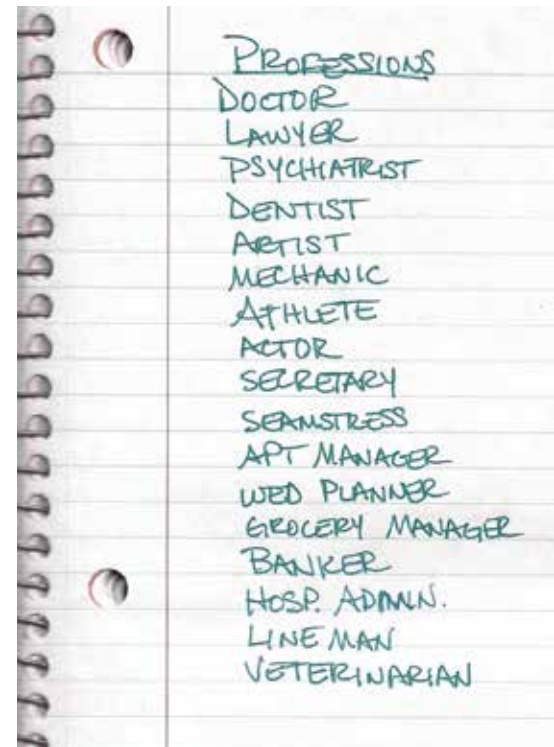 PROFESSIONS
DOCTOR
LAWYER
PSYCHIATRIST
DENTIST
ARTIST
MECHANIC
ATHLETE
ACTOR
SECRETARY
SEAMSTRESS
APT MANAGER
WED PLANNER
GROCERY MANAGER
BANKER
HOSP. ADMIN.
LINE MAN
VETERINARIAN